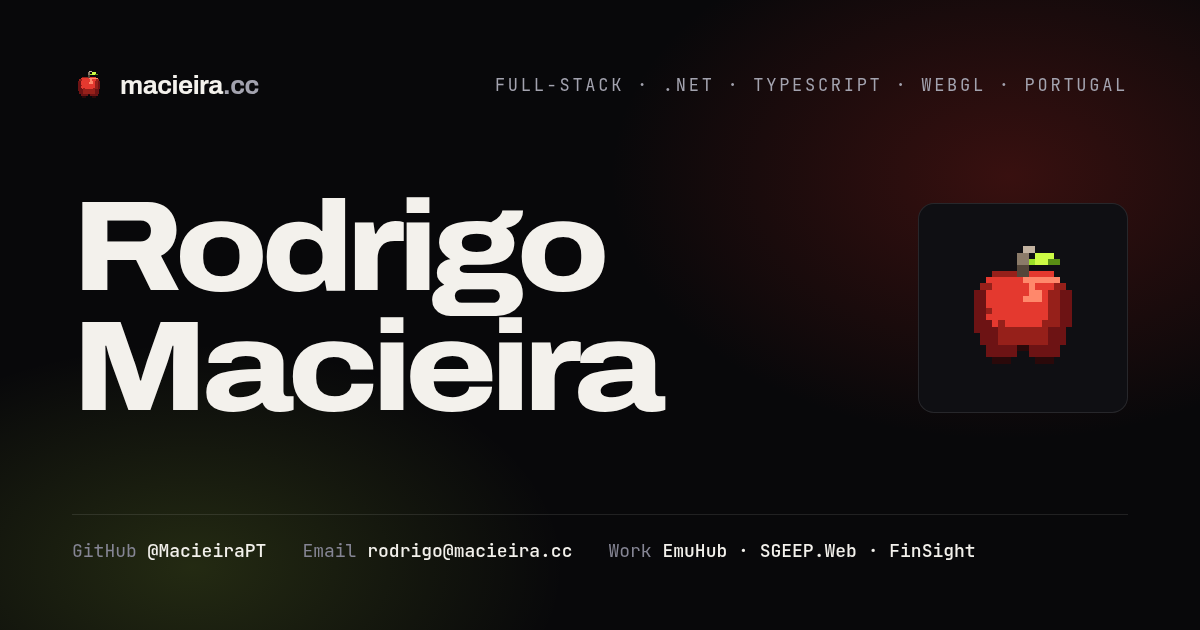 macieira.cc
FULL-STACK · .NET · TYPESCRIPT · WEBGL · PORTUGAL
Rodrigo
Macieira
GitHub @MacieiraPT Email rodrigo@macieira.cc Work EmuHub · SGEEP.Web · FinSight